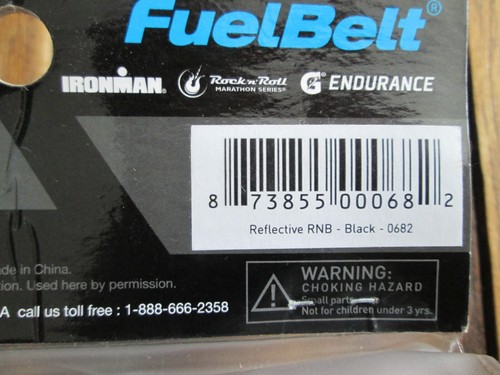 FuelBelt®
IRONMAN® Rock'n'Roll MARATHON SERIES® G ENDURANCE
8 73855 00068 2
Reflective RNB - Black - 0682
in China.
WARNING:
CHOKING HAZARD
Small parts
Not for children under 3 yrs.
Used here by permission.
A call us toll free : 1-888-666-2358